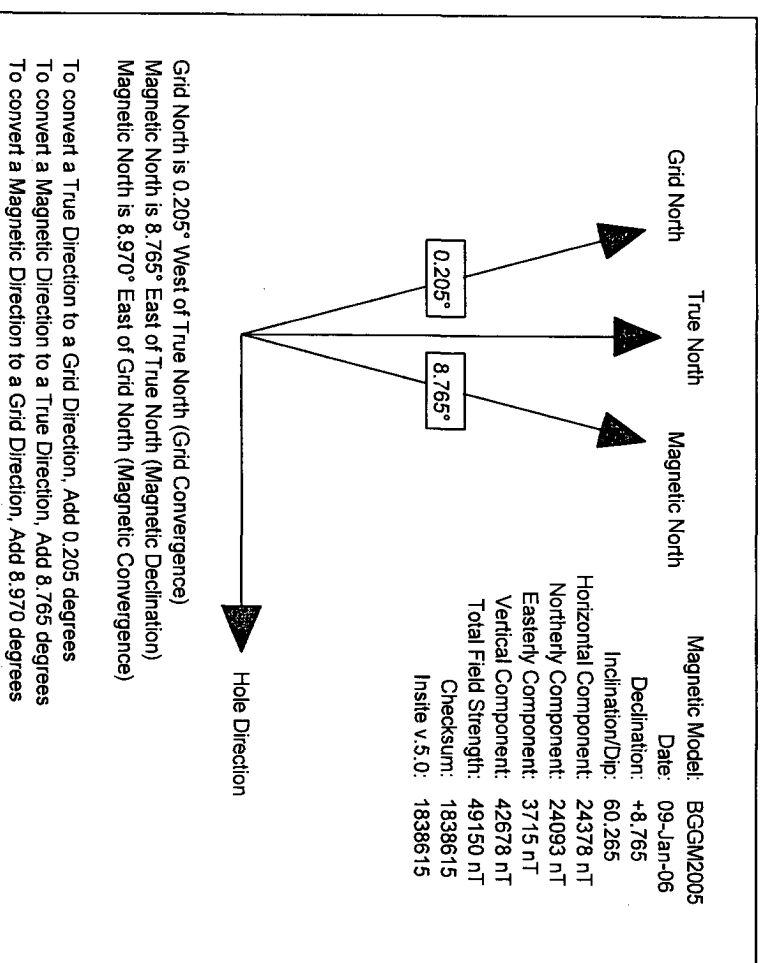 Grid North
True North
Magnetic North
0.205°
8.765°
Hole Direction
Magnetic Model: BGGM2005
Date: 09-Jan-06
Declination: +8.765
Inclination/Dip: 60.265
Horizontal Component: 24378 nT
Northerly Component: 24093 nT
Easterly Component: 3715 nT
Vertical Component: 42678 nT
Total Field Strength: 49150 nT
Checksum: 1838615
Insite v.5.0: 1838615
Grid North is 0.205° West of True North (Grid Convergence)
Magnetic North is 8.765° East of True North (Magnetic Declination)
Magnetic North is 8.970° East of Grid North (Magnetic Convergence)
To convert a True Direction to a Grid Direction, Add 0.205 degrees
To convert a Magnetic Direction to a True Direction, Add 8.765 degrees
To convert a Magnetic Direction to a Grid Direction, Add 8.970 degrees